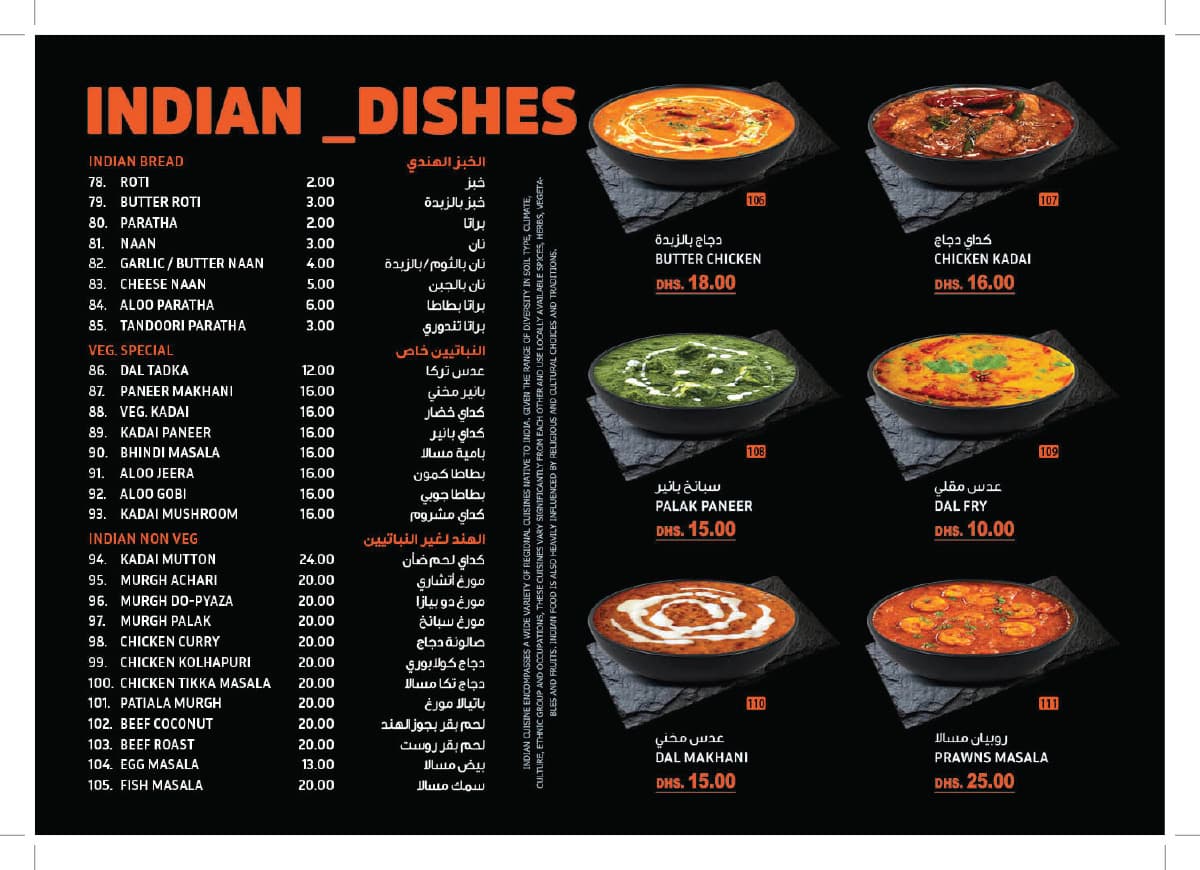 INDIAN _DISHES
INDIAN BREAD الخبز الهندي
78. ROTI 2.00 خبز
79. BUTTER ROTI 3.00 خبز بالزبدة
80. PARATHA 2.00 براتا
81. NAAN 3.00 نان
82. GARLIC / BUTTER NAAN 4.00 نان بالثوم/بالزبدة
83. CHEESE NAAN 5.00 نان بالجبن
84. ALOO PARATHA 6.00 براتا بطاطا
85. TANDOORI PARATHA 3.00 براتا تندوري
VEG. SPECIAL النباتيين خاص
86. DAL TADKA 12.00 عدس تركا
87. PANEER MAKHANI 16.00 بانير مخني
88. VEG. KADAI 16.00 كداي خضار
89. KADAI PANEER 16.00 كداي بانير
90. BHINDI MASALA 16.00 بامية مسالا
91. ALOO JEERA 16.00 بطاطا كمون
92. ALOO GOBI 16.00 بطاطا جوبي
93. KADAI MUSHROOM 16.00 كداي مشروم
INDIAN NON VEG الهند لغير النباتيين
94. KADAI MUTTON 24.00 كداي لحم ضأن
95. MURGH ACHARI 20.00 مورغ أتشاري
96. MURGH DO-PYAZA 20.00 مورغ دو بيازا
97. MURGH PALAK 20.00 مورغ سبانخ
98. CHICKEN CURRY 20.00 صالونة دجاج
99. CHICKEN KOLHAPURI 20.00 دجاج كولابوري
100. CHICKEN TIKKA MASALA 20.00 دجاج تكا مسالا
101. PATIALA MURGH 20.00 باتيالا مورغ
102. BEEF COCONUT 20.00 لحم بقر بجوز الهند
103. BEEF ROAST 20.00 لحم بقر روست
104. EGG MASALA 13.00 بيض مسالا
105. FISH MASALA 20.00 سمك مسالا
INDIAN CUISINE ENCOMPASSES A WIDE VARIETY OF REGIONAL CUISINES NATIVE TO INDIA. GIVEN THE RANGE OF DIVERSITY IN SOIL TYPE, CLIMATE,
CULTURE, ETHNIC GROUP AND OCCUPATIONS, THESE CUISINES VARY SIGNIFICANTLY FROM EACH OTHER AND USE LOCALLY AVAILABLE SPICES, HERBS, VEGETA-
BLES AND FRUITS. INDIAN FOOD IS ALSO HEAVILY INFLUENCED BY RELIGIOUS AND CULTURAL CHOICES AND TRADITIONS.
106
دجاج بالزبدة
BUTTER CHICKEN
DHS. 18.00
107
كداي دجاج
CHICKEN KADAI
DHS. 16.00
108
سبانخ بانير
PALAK PANEER
DHS. 15.00
109
عدس مقلي
DAL FRY
DHS. 10.00
110
عدس مخني
DAL MAKHANI
DHS. 15.00
111
روبيان مسالا
PRAWNS MASALA
DHS. 25.00